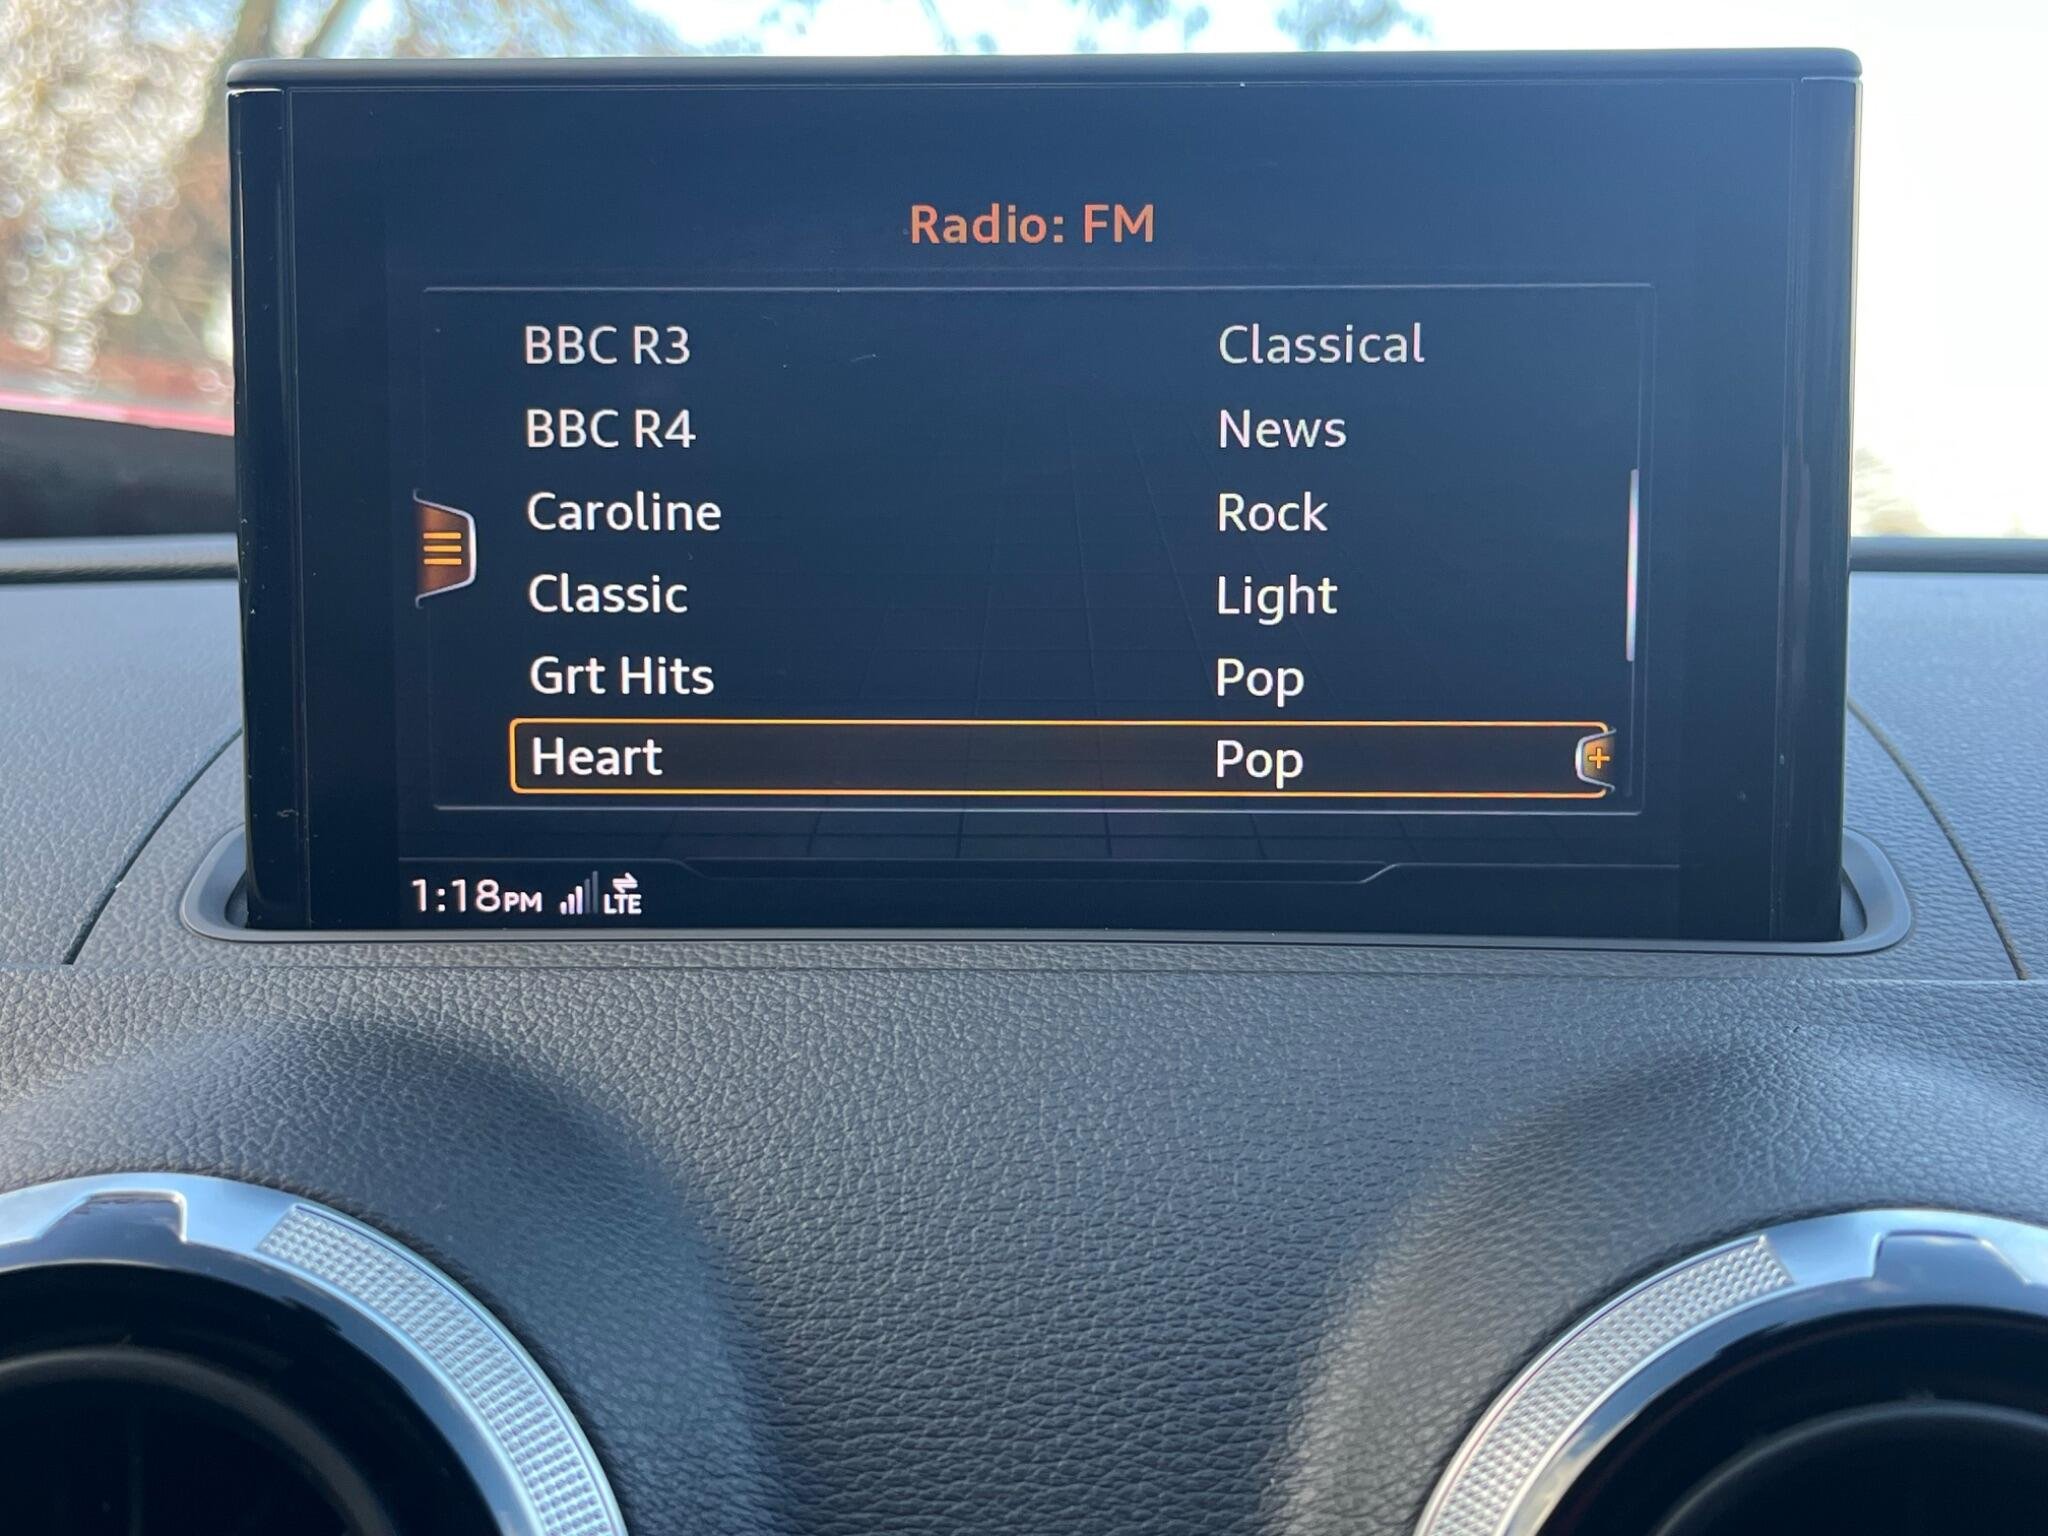 Radio: FM
BBC R3 Classical
BBC R4 News
Caroline Rock
Classic Light
Grt Hits Pop
Heart Pop
1:18PM LTE